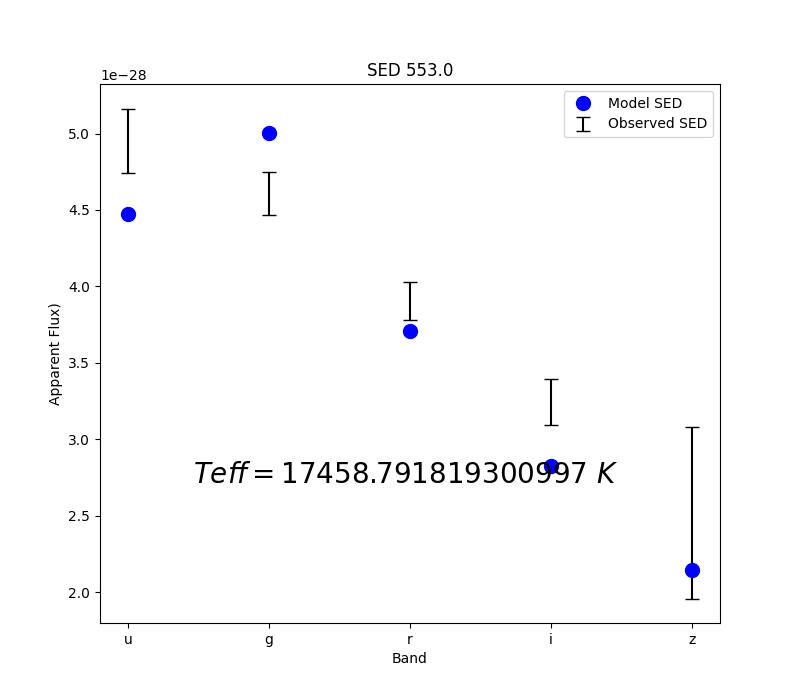 SED 553.0
1e−28
Model SED
Observed SED
5.0
4.5
4.0
3.5
3.0
2.5
2.0
Apparent Flux)
Teff = 17458.791819300997 K
u g r i z
Band